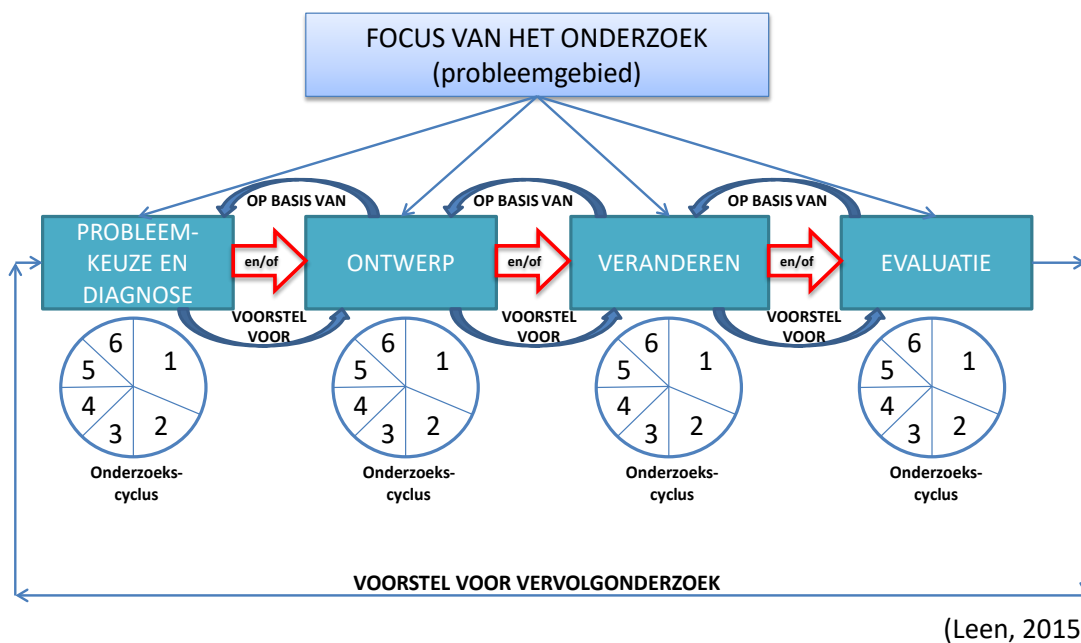 FOCUS VAN HET ONDERZOEK
(probleemgebied)
OP BASIS VAN
OP BASIS VAN
OP BASIS VAN
PROBLEEM-
KEUZE EN
DIAGNOSE
en/of
ONTWERP
en/of
VERANDEREN
en/of
EVALUATIE
VOORSTEL
VOOR
VOORSTEL
VOOR
VOORSTEL
VOOR
6 1
5
4 2
3
6 1
5
4 2
3
6 1
5
4 2
3
6 1
5
4 2
3
Onderzoeks-
cyclus
Onderzoeks-
cyclus
Onderzoeks-
cyclus
Onderzoeks-
cyclus
VOORSTEL VOOR VERVOLGONDERZOEK
(Leen, 2015